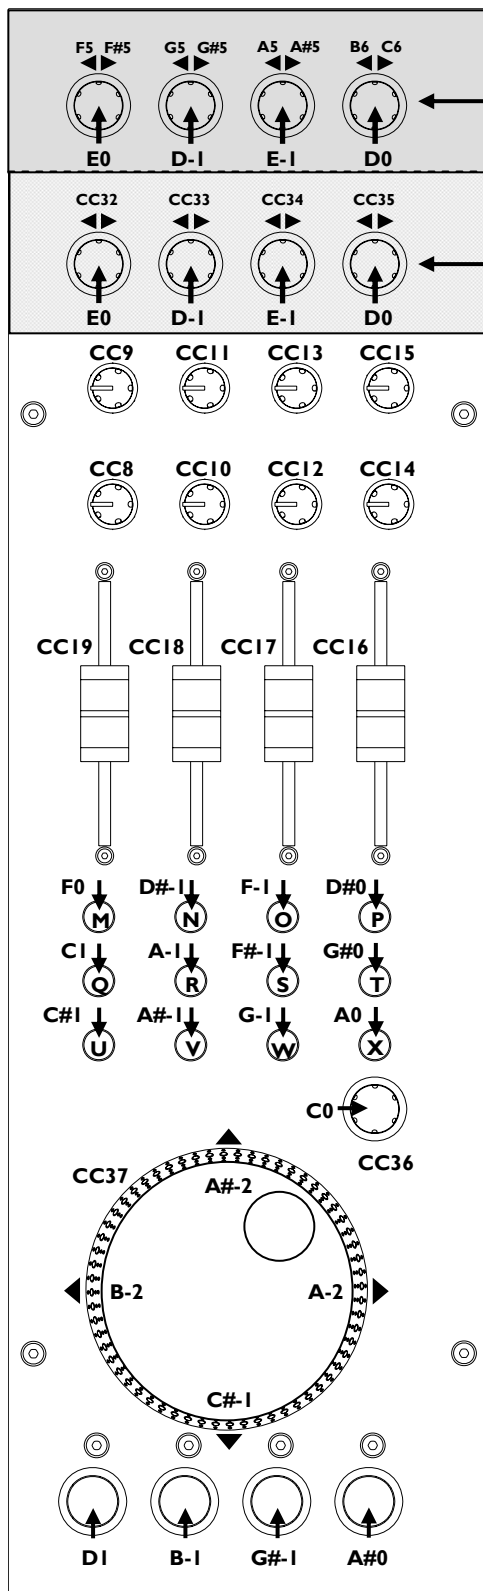 F5 F#5 G5 G#5 A5 A#5 B6 C6
E0 D-1 E-1 D0
CC32 CC33 CC34 CC35
E0 D-1 E-1 D0
CC9 CC11 CC13 CC15
CC8 CC10 CC12 CC14
CC19 CC18 CC17 CC16
F0 D#-1 F-1 D#0
M N O P
C1 A-1 F#-1 G#0
Q R S T
C#1 A#-1 G-1 A0
U V W X
C0
CC36
CC37
A#-2
B-2 A-2
C#-1
D1 B-1 G#-1 A#0